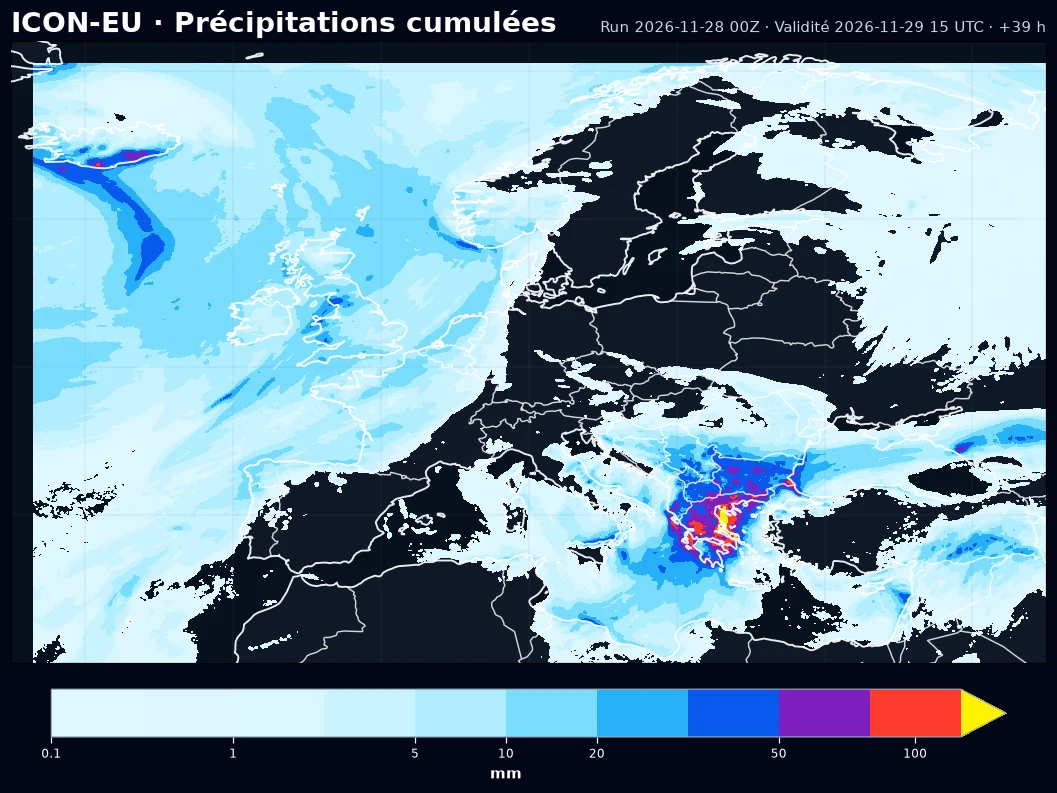 ICON-EU · Précipitations cumulées
Run 2026-11-28 00Z · Validité 2026-11-29 15 UTC · +39 h
0.1 1 5 10 20 50 100
mm